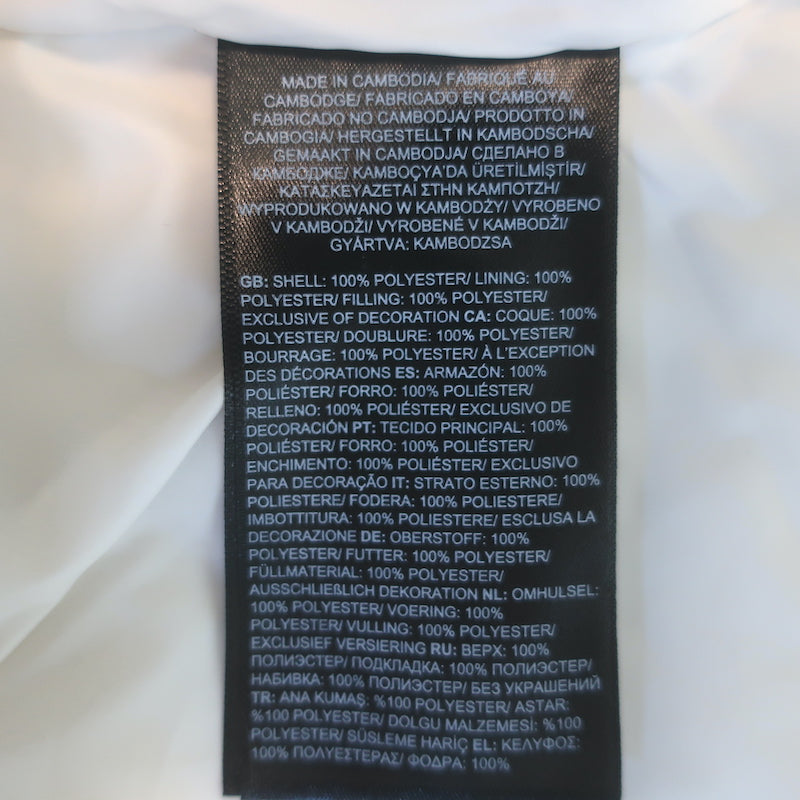 MADE IN CAMBODIA/ FABRIQUÉ AU
CAMBODGE/ FABRICADO EN CAMBOYA/
FABRICADO NO CAMBODJA/ PRODOTTO IN
CAMBOGIA/ HERGESTELLT IN KAMBODSCHA/
GEMAAKT IN CAMBODJA/ СДЕЛАНО В
КАМБОДЖЕ/ KAMBOÇYA'DA ÜRETİLMİŞTİR/
ΚΑΤΑΣΚΕΥΑΖΕΤΑΙ ΣΤΗΝ ΚΑΜΠΟΤΖΗ/
WYPRODUKOWANO W KAMBODŻY/ VYROBENO
V KAMBODŽI/ VYROBENÉ V KAMBODŽI/
GYÁRTVA: KAMBODZSA
GB: SHELL: 100% POLYESTER/ LINING: 100%
POLYESTER/ FILLING: 100% POLYESTER/
EXCLUSIVE OF DECORATION CA: COQUE: 100%
POLYESTER/ DOUBLURE: 100% POLYESTER/
BOURRAGE: 100% POLYESTER/ À L'EXCEPTION
DES DÉCORATIONS ES: ARMAZÓN: 100%
POLIÉSTER/ FORRO: 100% POLIÉSTER/
RELLENO: 100% POLIÉSTER/ EXCLUSIVO DE
DECORACIÓN PT: TECIDO PRINCIPAL: 100%
POLIÉSTER/ FORRO: 100% POLIÉSTER/
ENCHIMENTO: 100% POLIÉSTER/ EXCLUSIVO
PARA DECORAÇÃO IT: STRATO ESTERNO: 100%
POLIESTERE/ FODERA: 100% POLIESTERE/
IMBOTTITURA: 100% POLIESTERE/ ESCLUSA LA
DECORAZIONE DE: OBERSTOFF: 100%
POLYESTER/ FUTTER: 100% POLYESTER/
FÜLLMATERIAL: 100% POLYESTER/
AUSSCHLIEßLICH DEKORATION NL: OMHULSEL:
100% POLYESTER/ VOERING: 100%
POLYESTER/ VULLING: 100% POLYESTER/
EXCLUSIEF VERSIERING RU: ВЕРХ: 100%
ПОЛИЭСТЕР/ ПОДКЛАДКА: 100% ПОЛИЭСТЕР/
НАБИВКА: 100% ПОЛИЭСТЕР/ БЕЗ УКРАШЕНИЙ
TR: ANA KUMAŞ: %100 POLYESTER/ ASTAR:
%100 POLYESTER/ DOLGU MALZEMESİ: %100
POLYESTER/ SÜSLEME HARİÇ EL: ΚΕΛΥΦΟΣ:
100% ΠΟΛΥΕΣΤΕΡΑΣ/ ΦΟΔΡΑ: 100%